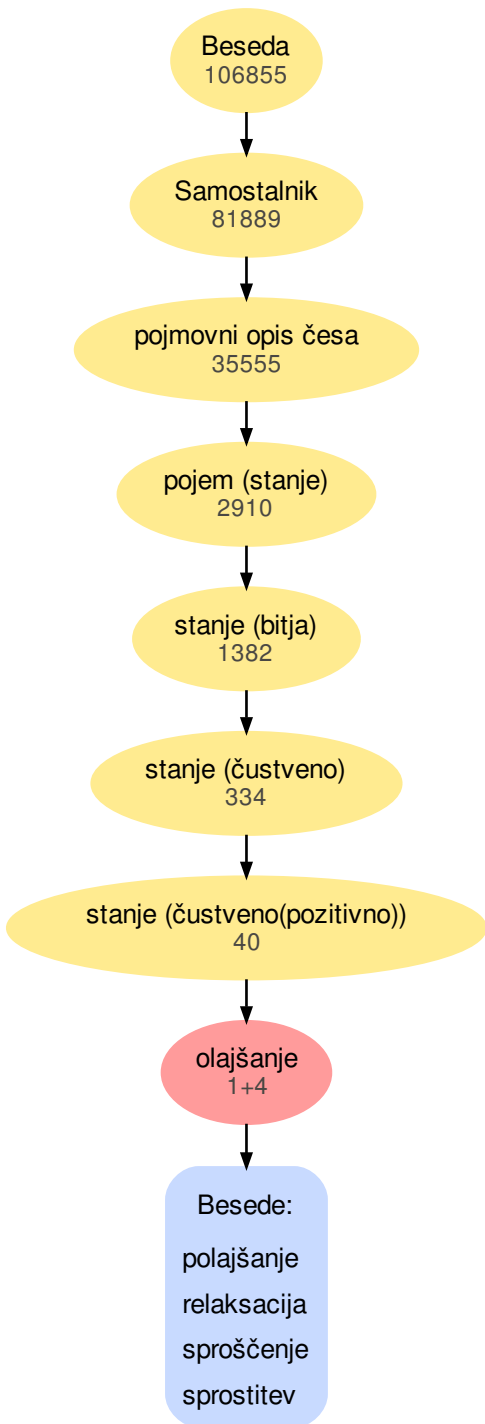 Beseda
106855
Samostalnik
81889
pojmovni opis česa
35555
pojem (stanje)
2910
stanje (bitja)
1382
stanje (čustveno)
334
stanje (čustveno(pozitivno))
40
olajšanje
1+4
Besede:
polajšanje
relaksacija
sproščenje
sprostitev